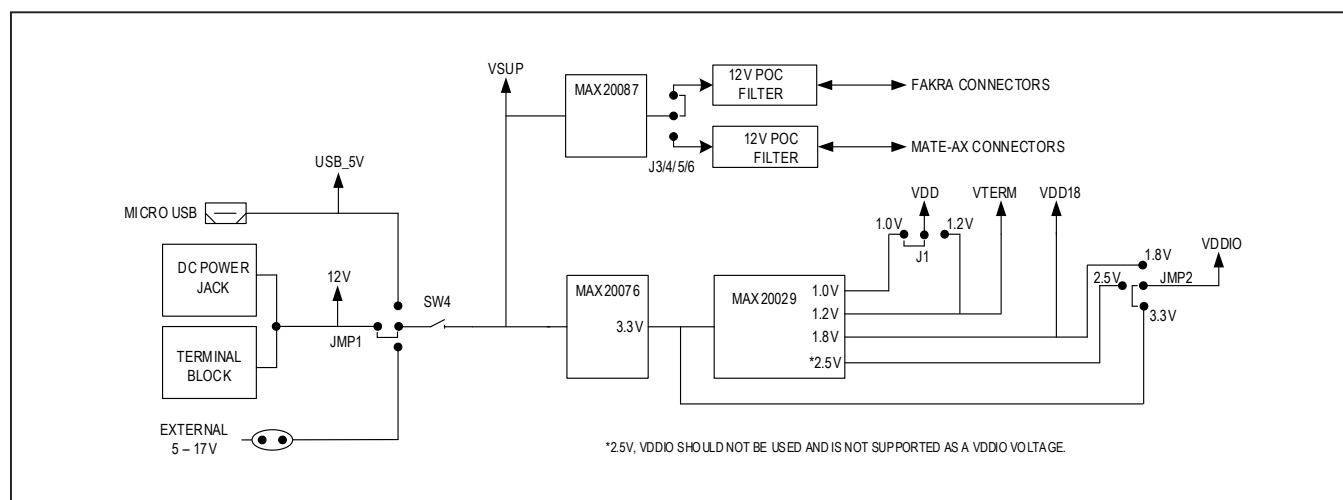 VSUP
MAX20087
12V POC
FILTER
FAKRA CONNECTORS
12V POC
FILTER
MATE-AX CONNECTORS
J3/4/5/6
USB_5V
MICRO USB
DC POWER
JACK
12V
SW4
JMP1
TERMINAL
BLOCK
EXTERNAL
5 – 17V
MAX20076
3.3V
MAX20029
1.0V
1.2V
1.8V
*2.5V
VDD
1.0V
1.2V
J1
VTERM
VDD18
VDDIO
1.8V
2.5V
JMP2
3.3V
*2.5V, VDDIO SHOULD NOT BE USED AND IS NOT SUPPORTED AS A VDDIO VOLTAGE.